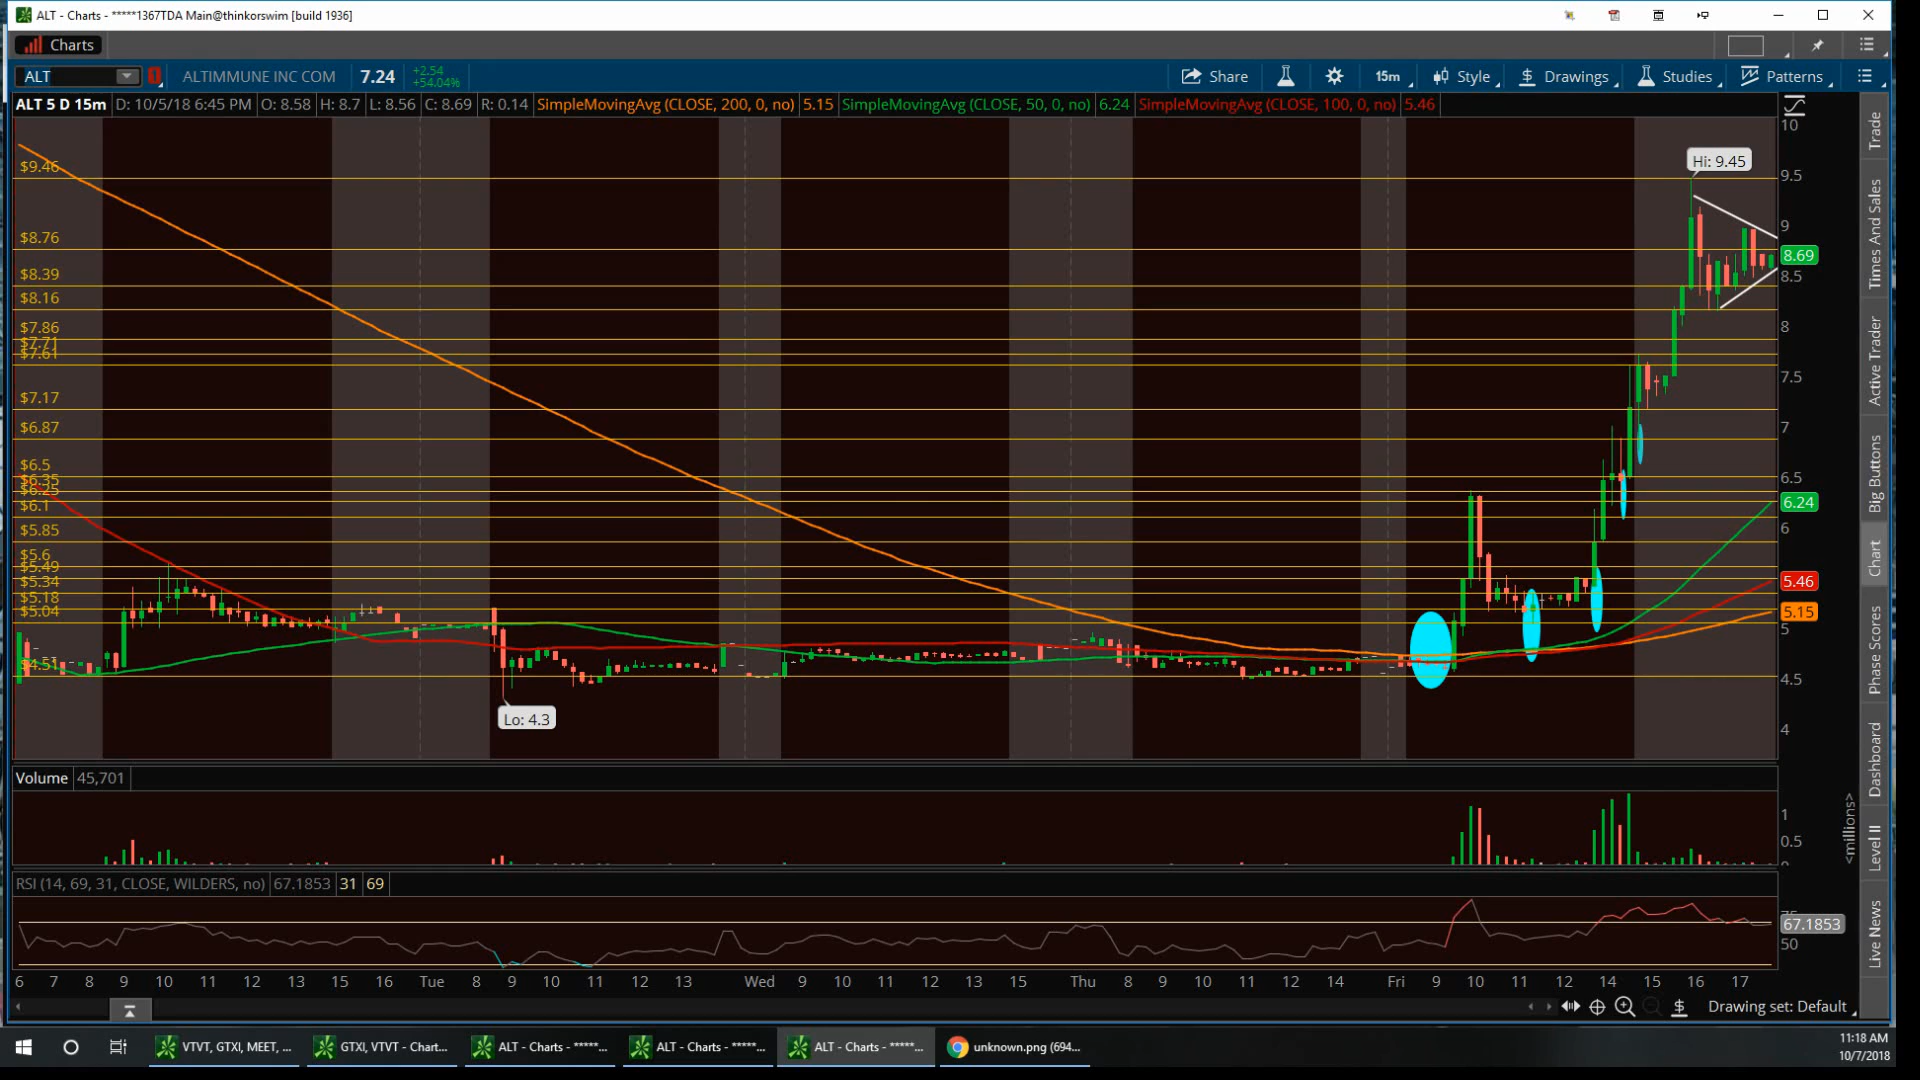 ALT - Charts - *****1367TDA Main@thinkorswim [build 1936]
Charts
ALT
1
ALTIMMUNE INC COM
7.24
+2.54
+54.04%
Share
15m
Style
Drawings
Studies
Patterns
ALT 5 D 15m
D: 10/5/18 6:45 PM
O: 8.58
H: 8.7
L: 8.56
C: 8.69
R: 0.14
SimpleMovingAvg (CLOSE, 200, 0, no)
5.15
SimpleMovingAvg (CLOSE, 50, 0, no)
6.24
SimpleMovingAvg (CLOSE, 100, 0, no)
5.46
$9.46
$8.76
$8.39
$8.16
$7.86
$7.71
$7.61
$7.17
$6.87
$6.5
$6.35
$6.25
$6.1
$5.85
$5.6
$5.49
$5.34
$5.18
$5.04
$4.51
Hi: 9.45
Lo: 4.3
10
9.5
9
8.69
8.5
8
7.5
7
6.5
6.24
6
5.46
5.15
5
4.5
4
Trade
Times And Sales
Active Trader
Big Buttons
Chart
Phase Scores
Dashboard
Level II
Live News
Volume
45,701
1
0.5
<millions>
RSI (14, 69, 31, CLOSE, WILDERS, no)
67.1853
31
69
67.1853
50
6 7 8 9 10 11 12 13 15 16 Tue 8 9 10 11 12 13 Wed 9 10 11 12 13 15 Thu 8 9 10 11 12 14 Fri 9 10 11 12 14 15 16 17
Drawing set: Default
VTVT, GTXI, MEET, ...
GTXI, VTVT - Chart...
ALT - Charts - *****...
ALT - Charts - *****...
ALT - Charts - *****...
unknown.png (694...
11:18 AM
10/7/2018